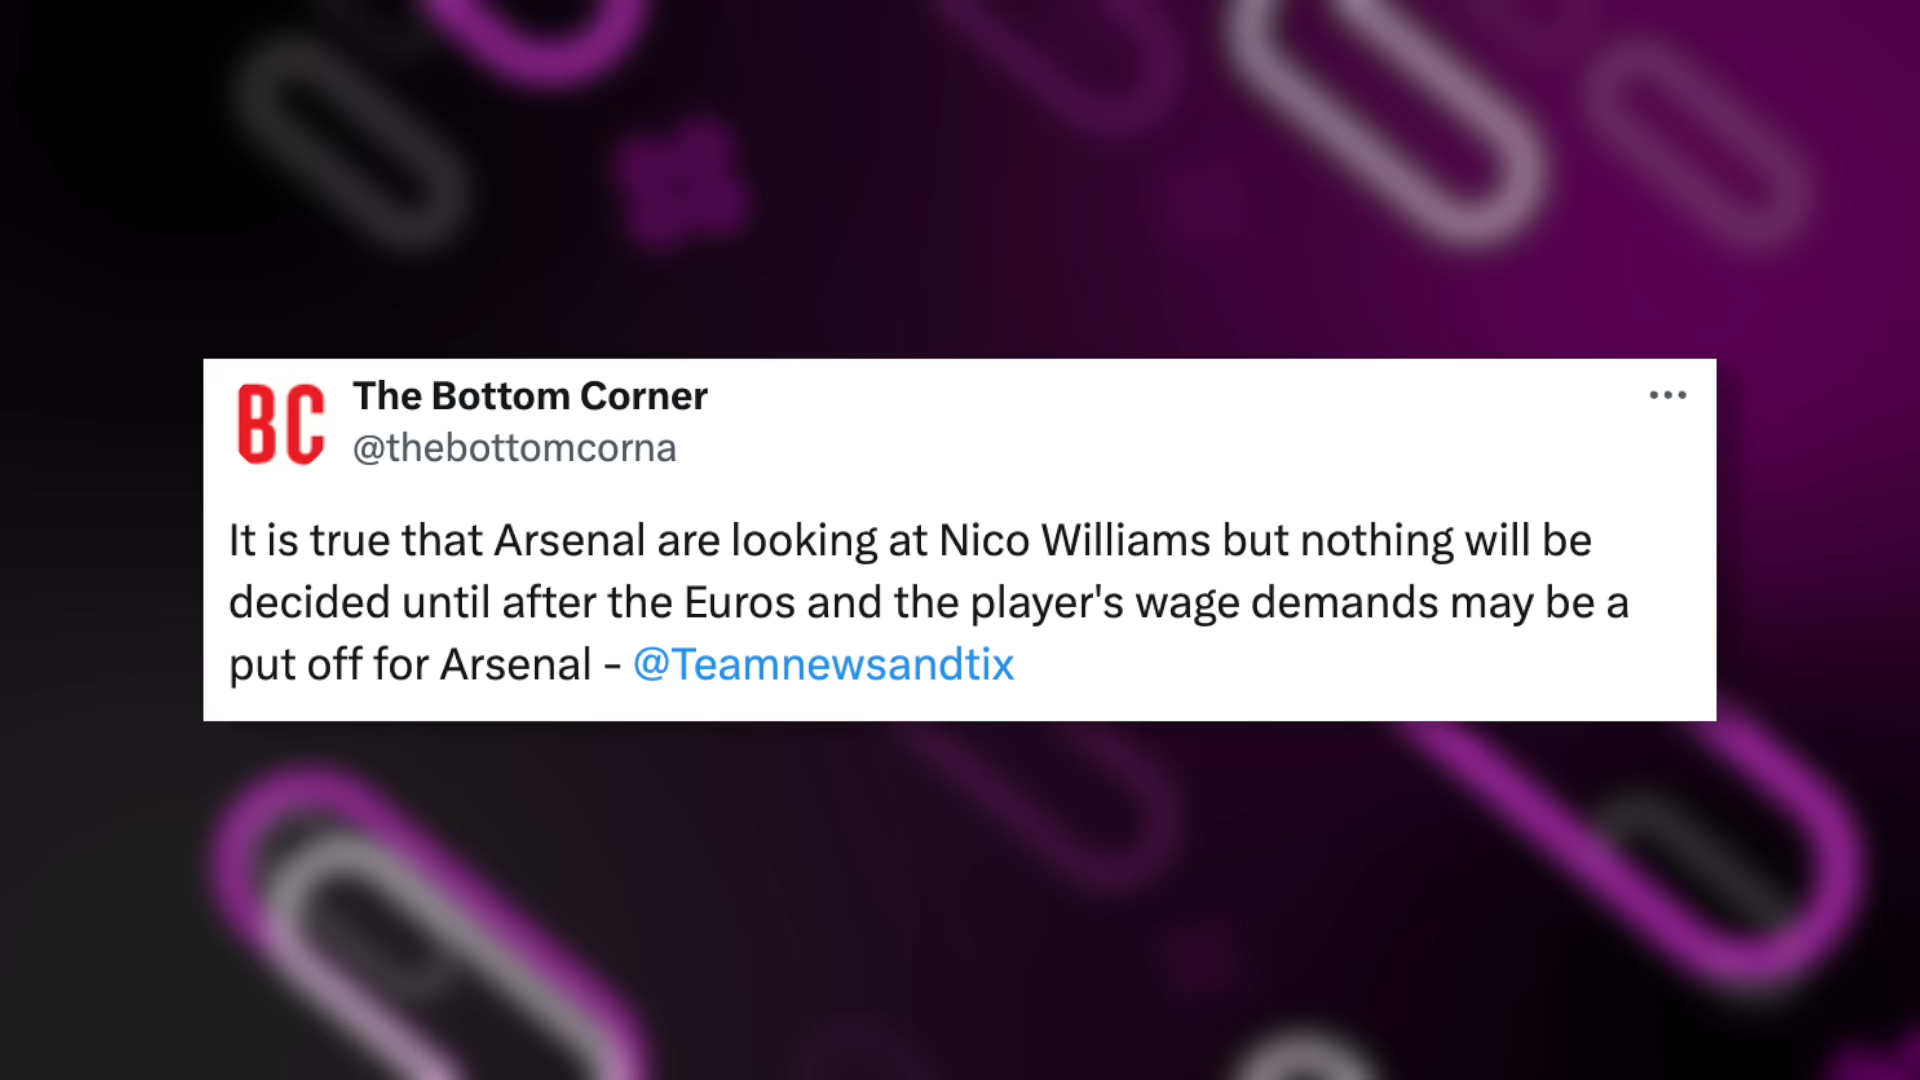 BC
The Bottom Corner
@thebottomcorna
It is true that Arsenal are looking at Nico Williams but nothing will be
decided until after the Euros and the player's wage demands may be a
put off for Arsenal - @Teamnewsandtix